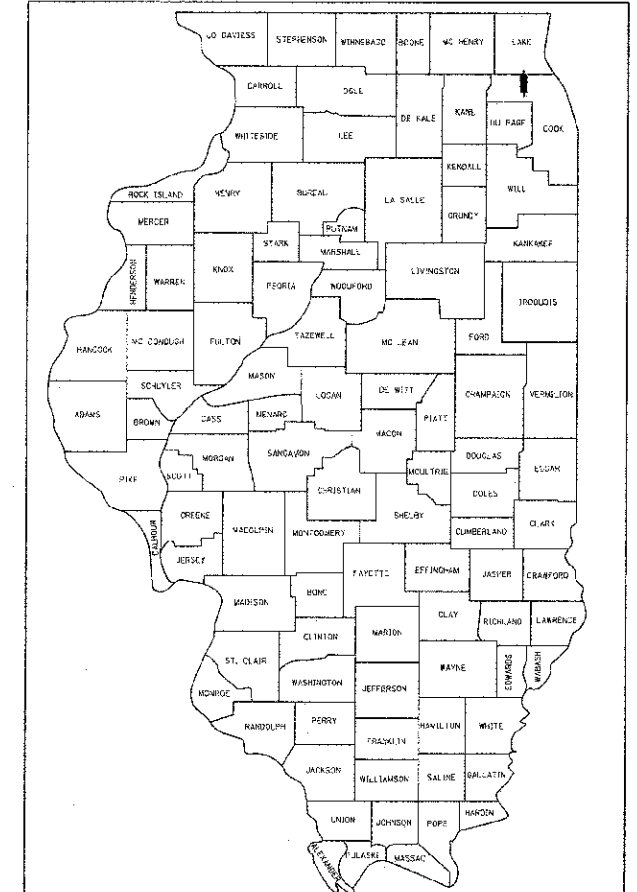 JO DAVIESS
STEPHENSON
WINNEBAGO
BOONE
MC HENRY
LAKE
CARROLL
OGLE
DE KALB
KANE
DU PAGE
COOK
WHITESIDE
LEE
KENDALL
WILL
ROCK ISLAND
HENRY
BUREAU
LA SALLE
GRUNDY
MERCER
PUTNAM
STARK
MARSHALL
KANKAKEE
HENDERSON
WARREN
KNOX
PEORIA
WOODFORD
LIVINGSTON
IROQUOIS
HANCOCK
MC DONOUGH
FULTON
TAZEWELL
MC LEAN
FORD
SCHUYLER
MASON
LOGAN
DE WITT
CHAMPAIGN
VERMILION
ADAMS
BROWN
CASS
MENARD
PIATT
MACON
PIKE
SCOTT
MORGAN
SANGAMON
MOULTRIE
DOUGLAS
EDGAR
CHRISTIAN
COLES
CALHOUN
GREENE
MACOUPIN
MONTGOMERY
SHELBY
CUMBERLAND
CLARK
JERSEY
FAYETTE
EFFINGHAM
JASPER
CRAWFORD
MADISON
BOND
CLAY
RICHLAND
LAWRENCE
CLINTON
MARION
ST. CLAIR
WAYNE
EDWARDS
WABASH
MONROE
WASHINGTON
JEFFERSON
RANDOLPH
PERRY
HAMILTON
WHITE
FRANKLIN
JACKSON
WILLIAMSON
SALINE
GALLATIN
UNION
JOHNSON
POPE
HARDIN
ALEXANDER
PULASKI
MASSAC